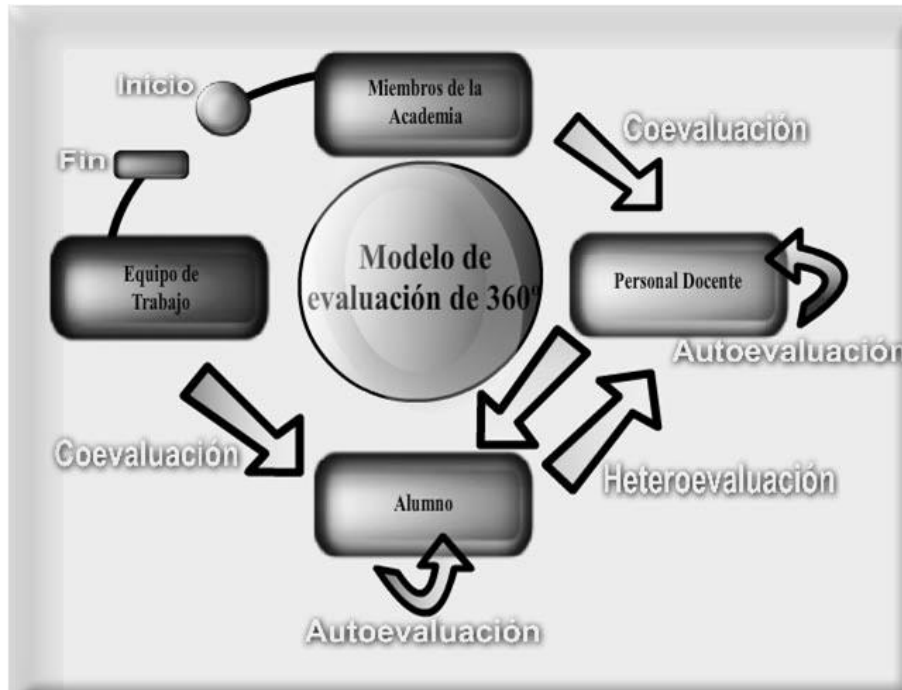 Inicio
Miembros de la
Academia
Coevaluación
Fin
Equipo de
Trabajo
Modelo de
evaluación de 360º
Personal Docente
Autoevaluación
Coevaluación
Alumno
Heteroevaluación
Autoevaluación